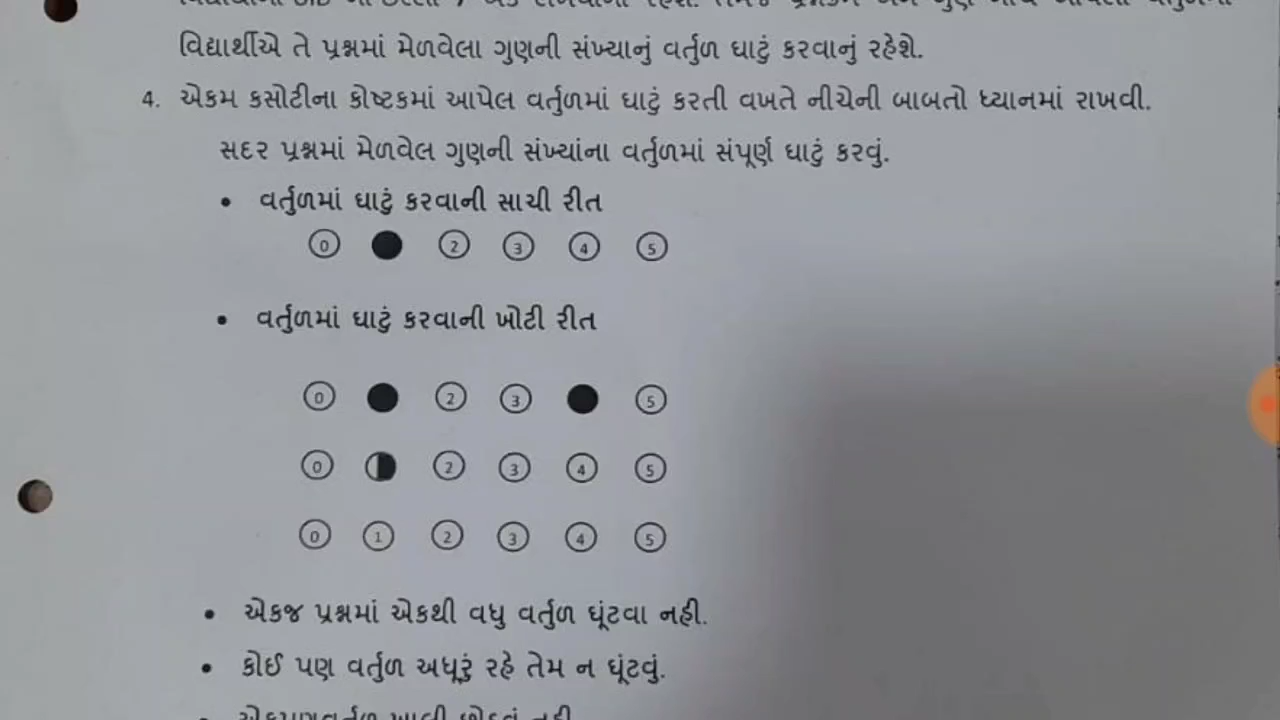 વિદ્યાર્થીએ તે પ્રશ્નમાં મેળવેલા ગુણની સંખ્યાનું વર્તુળ ઘાટું કરવાનું રહેશે.
4. એકમ કસોટીના કોષ્ટકમાં આપેલ વર્તુળમાં ઘાટું કરતી વખતે નીચેની બાબતો ધ્યાનમાં રાખવી.
સદર પ્રશ્નમાં મેળવેલ ગુણની સંખ્યાંના વર્તુળમાં સંપૂર્ણ ઘાટું કરવું.
• વર્તુળમાં ઘાટું કરવાની સાચી રીત
0 2 3 4 5
• વર્તુળમાં ઘાટું કરવાની ખોટી રીત
0 2 3 5
0 2 3 4 5
0 1 2 3 4 5
• એકજ પ્રશ્નમાં એકથી વધુ વર્તુળ ઘૂંટવા નહી.
• કોઈ પણ વર્તુળ અધૂરું રહે તેમ ન ઘૂંટવું.